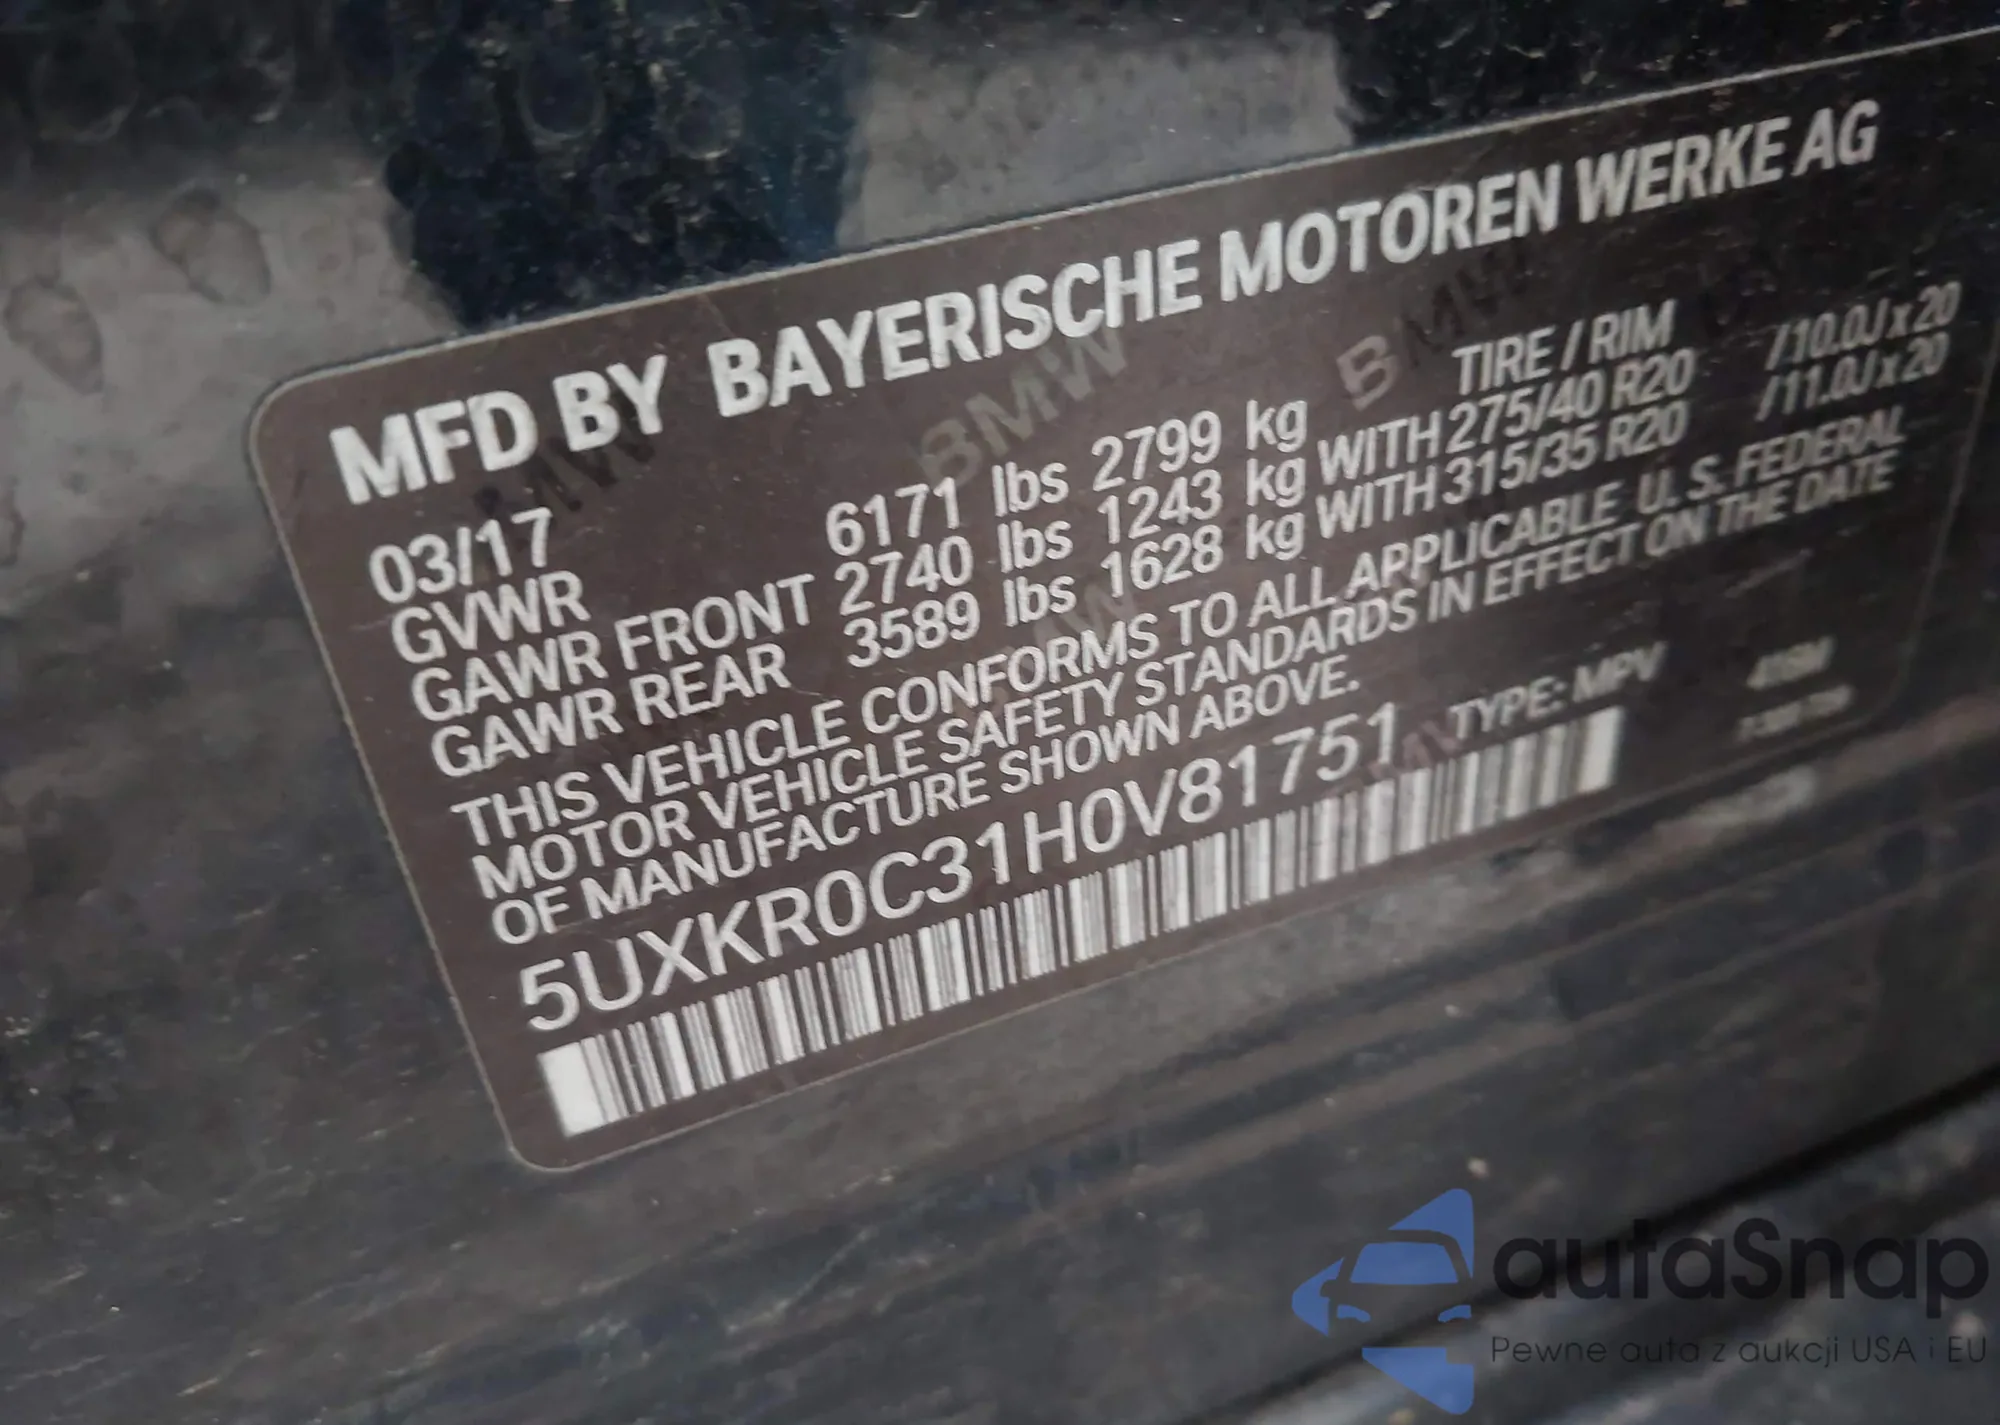 MFD BY BAYERISCHE MOTOREN WERKE AG
03/17 TIRE / RIM
GVWR 6171 lbs 2799 kg
GAWR FRONT 2740 lbs 1243 kg WITH 275/40 R20 /10.0J x 20
GAWR REAR 3589 lbs 1628 kg WITH 315/35 R20 /11.0J x 20
THIS VEHICLE CONFORMS TO ALL APPLICABLE U. S. FEDERAL
MOTOR VEHICLE SAFETY STANDARDS IN EFFECT ON THE DATE
OF MANUFACTURE SHOWN ABOVE.
5UXKR0C31H0V81751 TYPE: MPV
autaSnap
Pewne auta z aukcji USA i EU